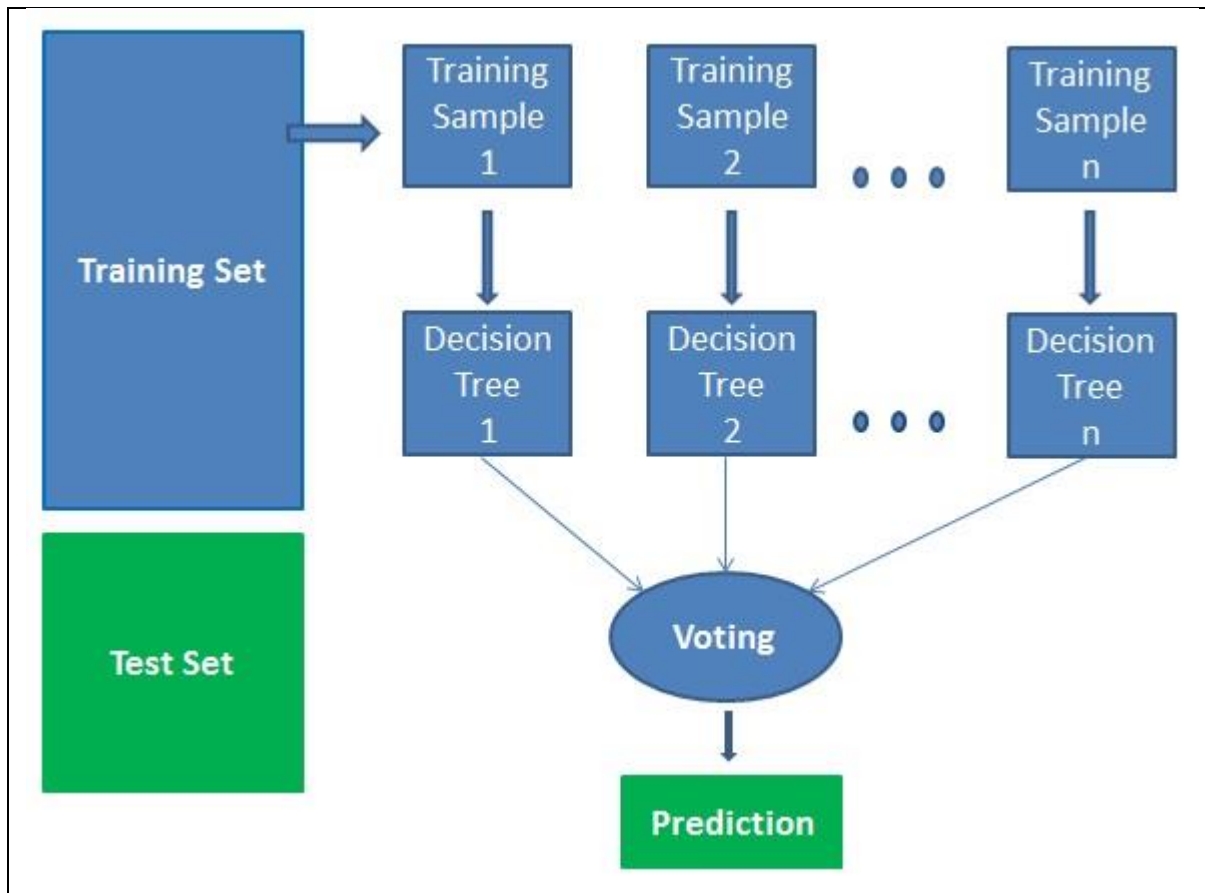 Training Set
Training
Sample
1
Training
Sample
2
Training
Sample
n
Decision
Tree
1
Decision
Tree
2
Decision
Tree
n
Test Set
Voting
Prediction